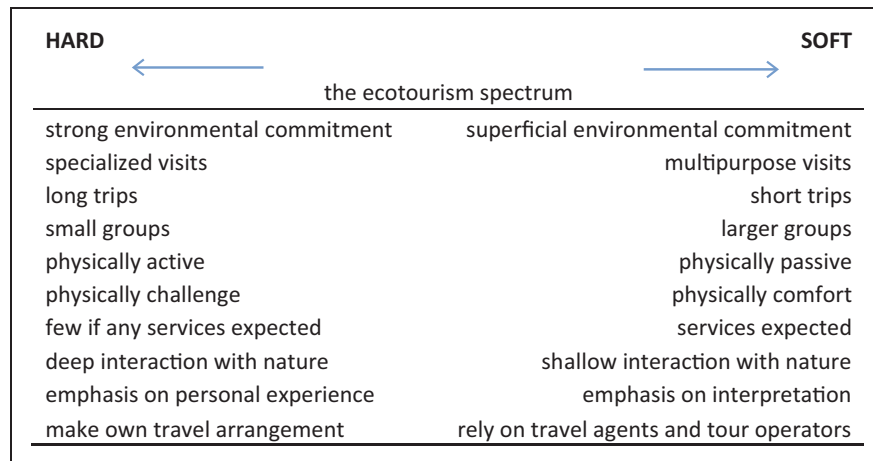 HARD SOFT
the ecotourism spectrum
strong environmental commitment superficial environmental commitment
specialized visits multipurpose visits
long trips short trips
small groups larger groups
physically active physically passive
physically challenge physically comfort
few if any services expected services expected
deep interaction with nature shallow interaction with nature
emphasis on personal experience emphasis on interpretation
make own travel arrangement rely on travel agents and tour operators